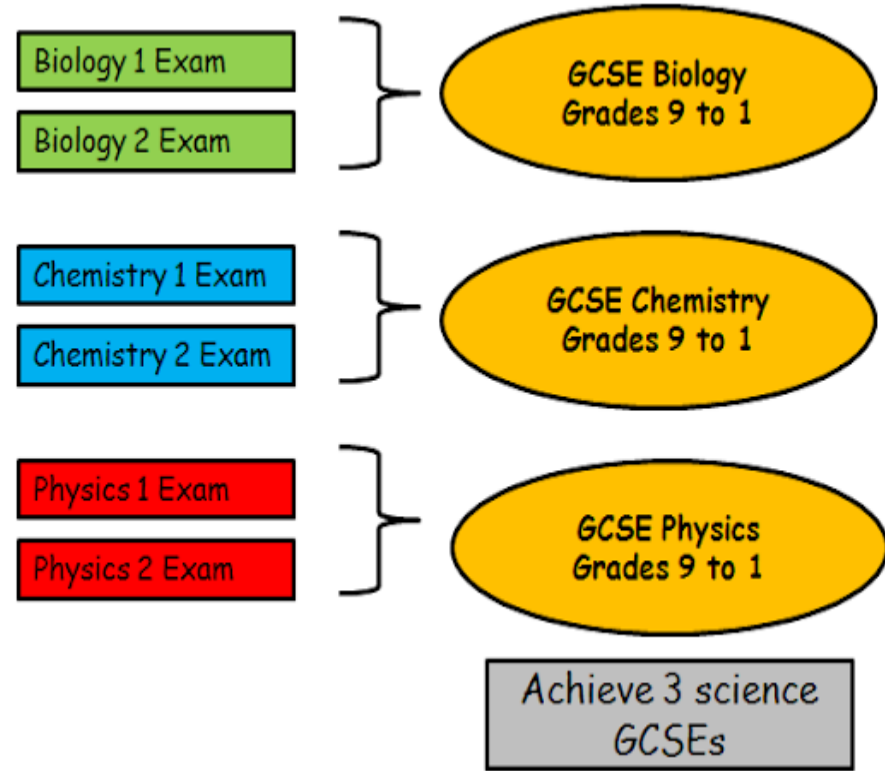 Biology 1 Exam
Biology 2 Exam
GCSE Biology
Grades 9 to 1
Chemistry 1 Exam
Chemistry 2 Exam
GCSE Chemistry
Grades 9 to 1
Physics 1 Exam
Physics 2 Exam
GCSE Physics
Grades 9 to 1
Achieve 3 science
GCSEs